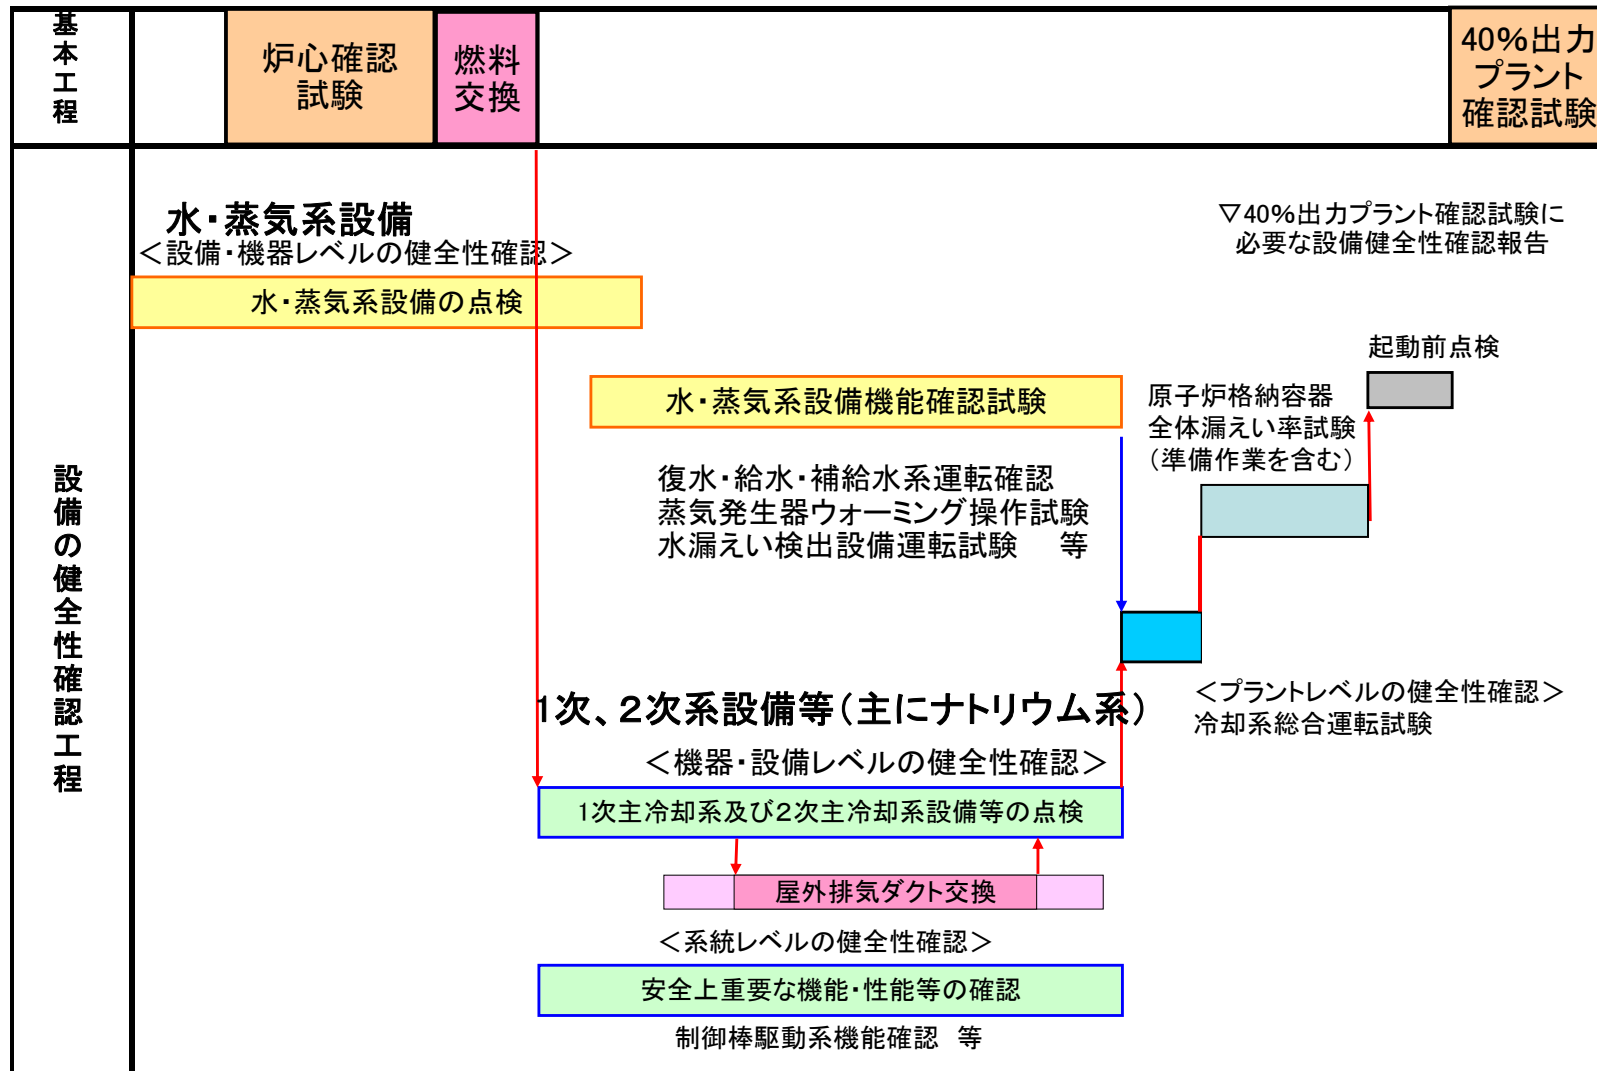 基本工程
炉心確認
試験
燃料
交換
40%出力
プラント
確認試験
設備の健全性確認工程
水・蒸気系設備
＜設備・機器レベルの健全性確認＞
水・蒸気系設備の点検
▽40%出力プラント確認試験に
必要な設備健全性確認報告
起動前点検
水・蒸気系設備機能確認試験
原子炉格納容器
全体漏えい率試験
（準備作業を含む）
復水・給水・補給水系運転確認
蒸気発生器ウォーミング操作試験
水漏えい検出設備運転試験　等
＜プラントレベルの健全性確認＞
冷却系総合運転試験
1次、2次系設備等（主にナトリウム系）
＜機器・設備レベルの健全性確認＞
1次主冷却系及び2次主冷却系設備等の点検
屋外排気ダクト交換
＜系統レベルの健全性確認＞
安全上重要な機能・性能等の確認
制御棒駆動系機能確認　等